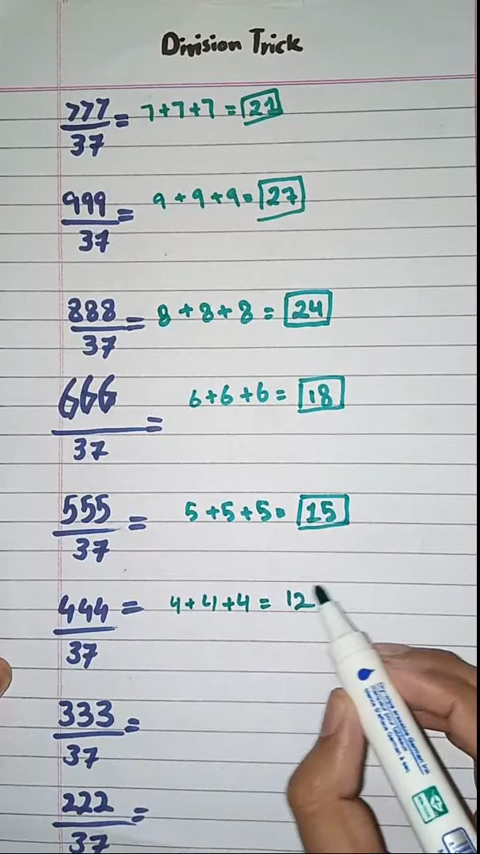 Division Trick
777/37 = 7+7+7 = 21
999/37 = 9+9+9= 27
888/37 = 8+8+8 = 24
666/37 = 6+6+6= 18
555/37 = 5+5+5= 15
444/37 = 4+4+4 = 12
333/37 =
222/37 =